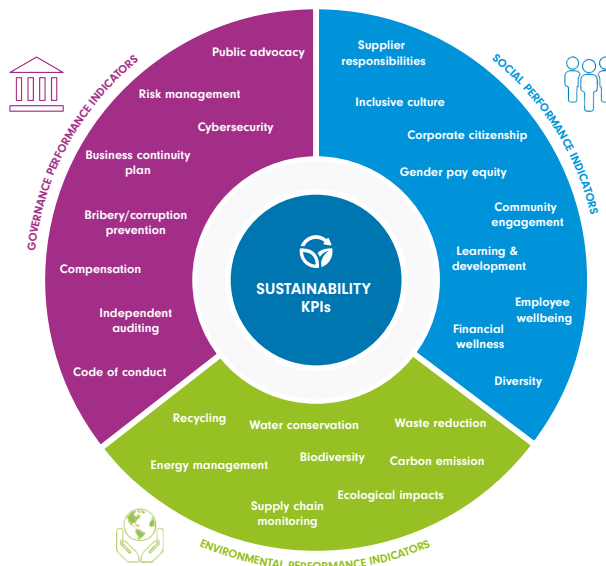 GOVERNANCE PERFORMANCE INDICATORS
Public advocacy
Risk management
Cybersecurity
Business continuity
plan
Bribery/corruption
prevention
Compensation
Independent
auditing
Code of conduct
SOCIAL PERFORMANCE INDICATORS
Supplier
responsibilities
Inclusive culture
Corporate citizenship
Gender pay equity
Community
engagement
Learning &
development
Employee
wellbeing
Financial
wellness
Diversity
SUSTAINABILITY
KPIs
Recycling
Water conservation
Waste reduction
Energy management
Biodiversity
Carbon emission
Supply chain
monitoring
Ecological impacts
ENVIRONMENTAL PERFORMANCE INDICATORS